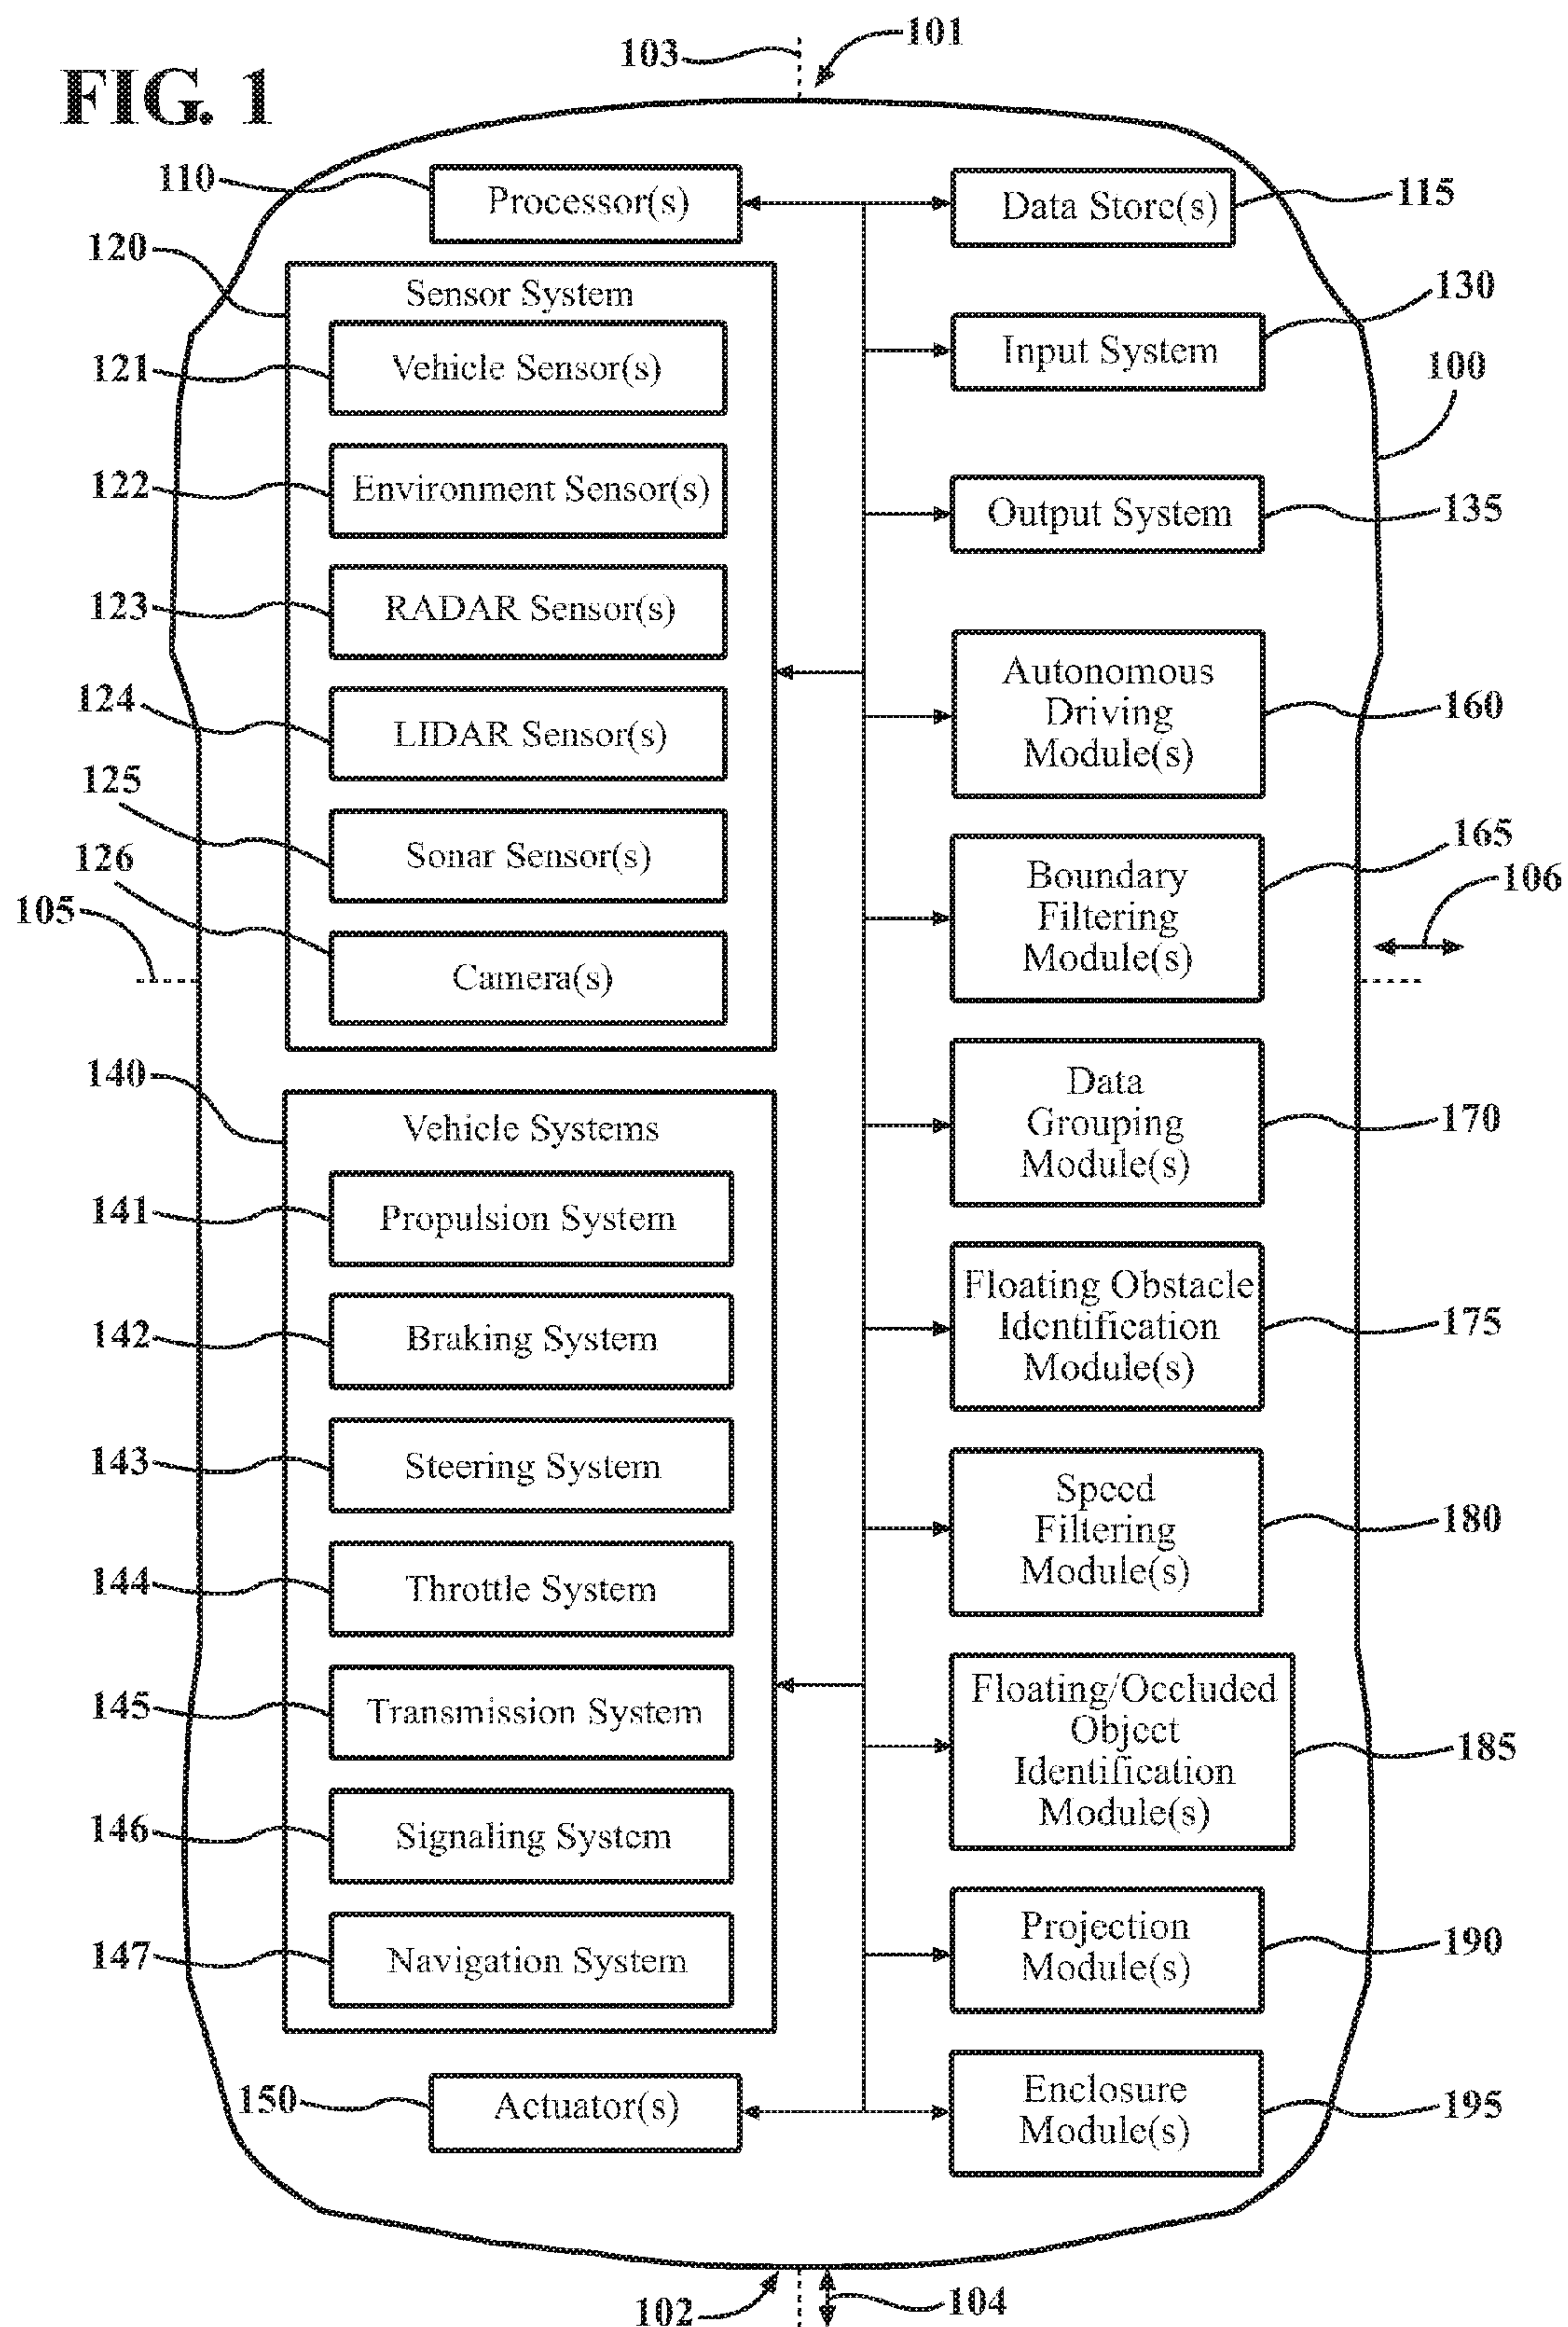 FIG. 1
103
101
110
Processor(s)
Data Store(s)
115
120
Sensor System
130
Input System
121
Vehicle Sensor(s)
100
122
Environment Sensor(s)
Output System
135
123
RADAR Sensor(s)
124
LIDAR Sensor(s)
Autonomous
Driving
Module(s)
160
125
Sonar Sensor(s)
126
Camera(s)
105
Boundary
Filtering
Module(s)
165
106
140
Vehicle Systems
Data
Grouping
Module(s)
170
141
Propulsion System
142
Braking System
Floating Obstacle
Identification
Module(s)
175
143
Steering System
144
Throttle System
Speed
Filtering
Module(s)
180
145
Transmission System
146
Signaling System
Floating/Occluded
Object
Identification
Module(s)
185
147
Navigation System
Projection
Module(s)
190
150
Actuator(s)
Enclosure
Module(s)
195
102
104